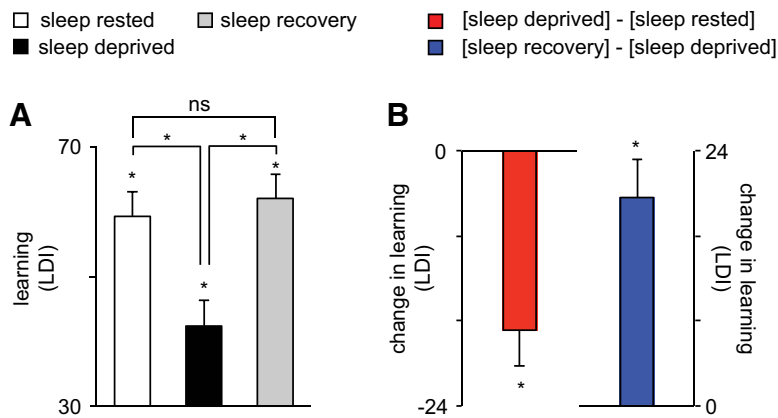 sleep rested
sleep recovery
sleep deprived
[sleep deprived] - [sleep rested]
[sleep recovery] - [sleep deprived]
A
ns
*
*
70
*
*
*
learning
(LDI)
30
B
0
*
24
change in learning
(LDI)
change in learning
(LDI)
*
-24
0